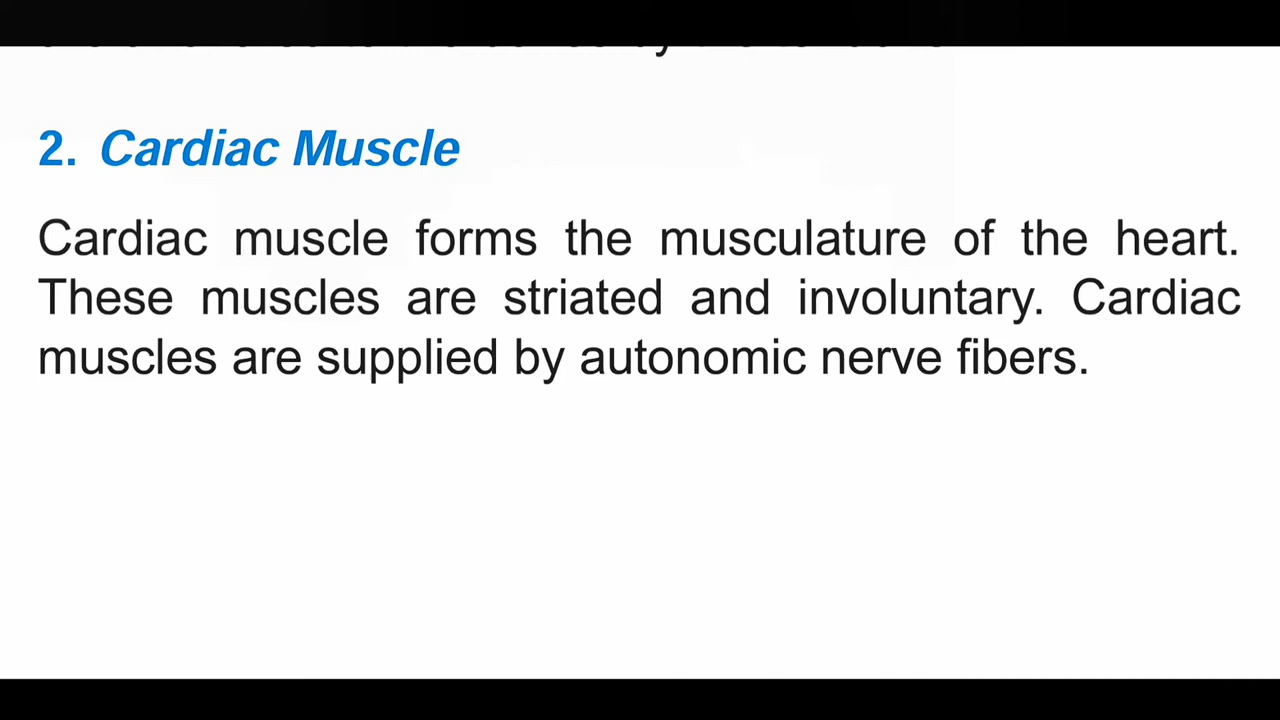 2. Cardiac Muscle
Cardiac muscle forms the musculature of the heart.
These muscles are striated and involuntary. Cardiac
muscles are supplied by autonomic nerve fibers.